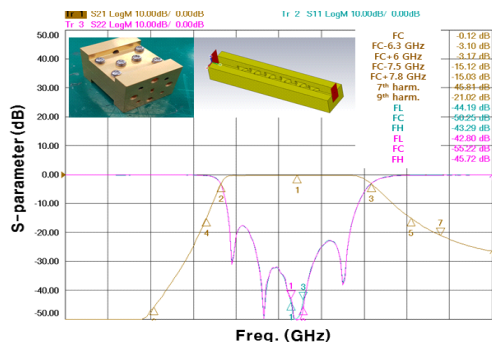 Tr 1 S21 LogM 10.00dB/ 0.00dB
Tr 2 S11 LogM 10.00dB/ 0.00dB
Tr 3 S22 LogM 10.00dB/ 0.00dB
50.00
40.00
30.00
20.00
10.00
0.00
-10.00
-20.00
-30.00
-40.00
-50.00
S-parameter (dB)
FC -0.12 dB
FC-6.3 GHz -3.10 dB
FC+6 GHz -3.17 dB
FC-7.5 GHz -15.12 dB
FC+7.8 GHz -15.03 dB
7th harm. -45.81 dB
9th harm. -21.02 dB
FL -44.19 dB
FC -50.25 dB
FH -43.29 dB
FL -42.80 dB
FC -55.22 dB
FH -45.72 dB
2
1
3
4
5
7
1
3
1
Freq. (GHz)